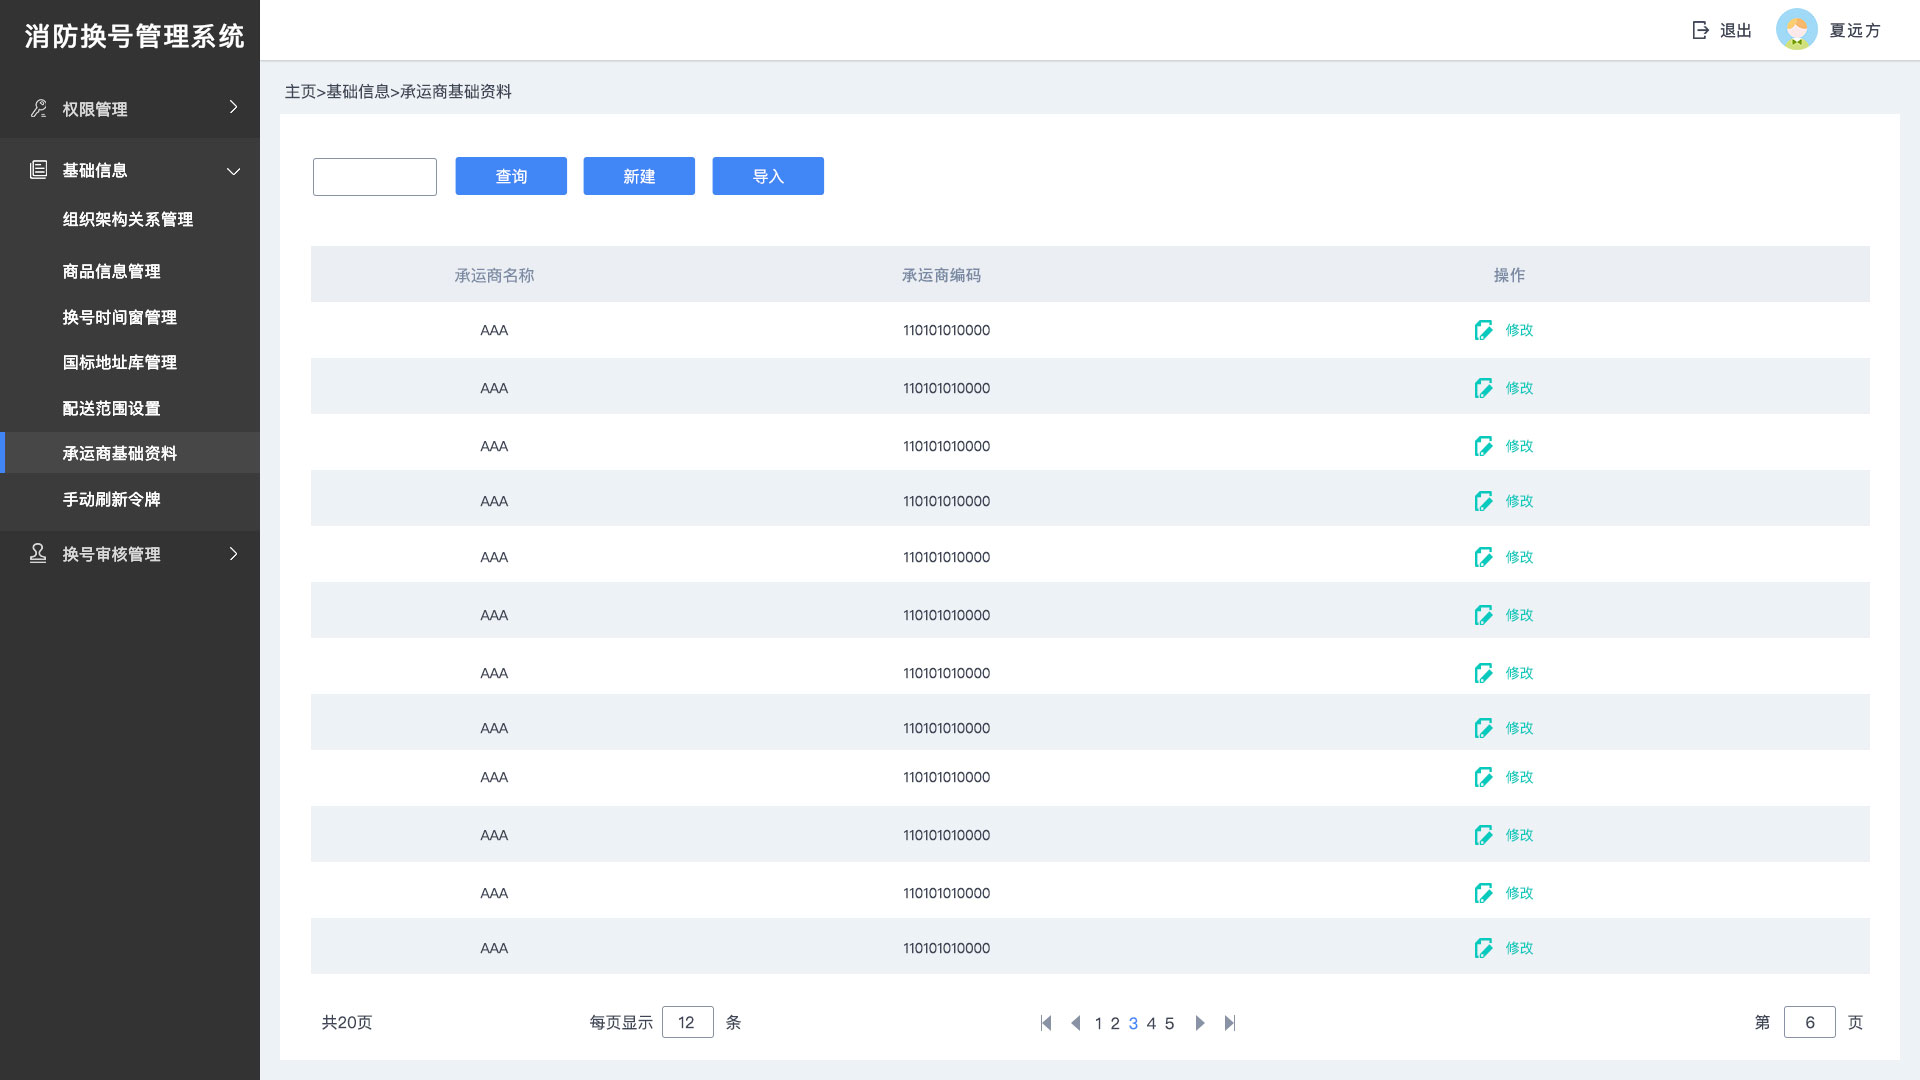 消防换号管理系统
退出
夏远方
主页>基础信息>承运商基础资料
权限管理
基础信息
组织架构关系管理
商品信息管理
换号时间窗管理
国标地址库管理
配送范围设置
承运商基础资料
手动刷新令牌
换号审核管理
查询 新建 导入
承运商名称 承运商编码 操作
AAA 110101010000 修改
AAA 110101010000 修改
AAA 110101010000 修改
AAA 110101010000 修改
AAA 110101010000 修改
AAA 110101010000 修改
AAA 110101010000 修改
AAA 110101010000 修改
AAA 110101010000 修改
AAA 110101010000 修改
AAA 110101010000 修改
AAA 110101010000 修改
共20页 每页显示 12 条 1 2 3 4 5 第 6 页